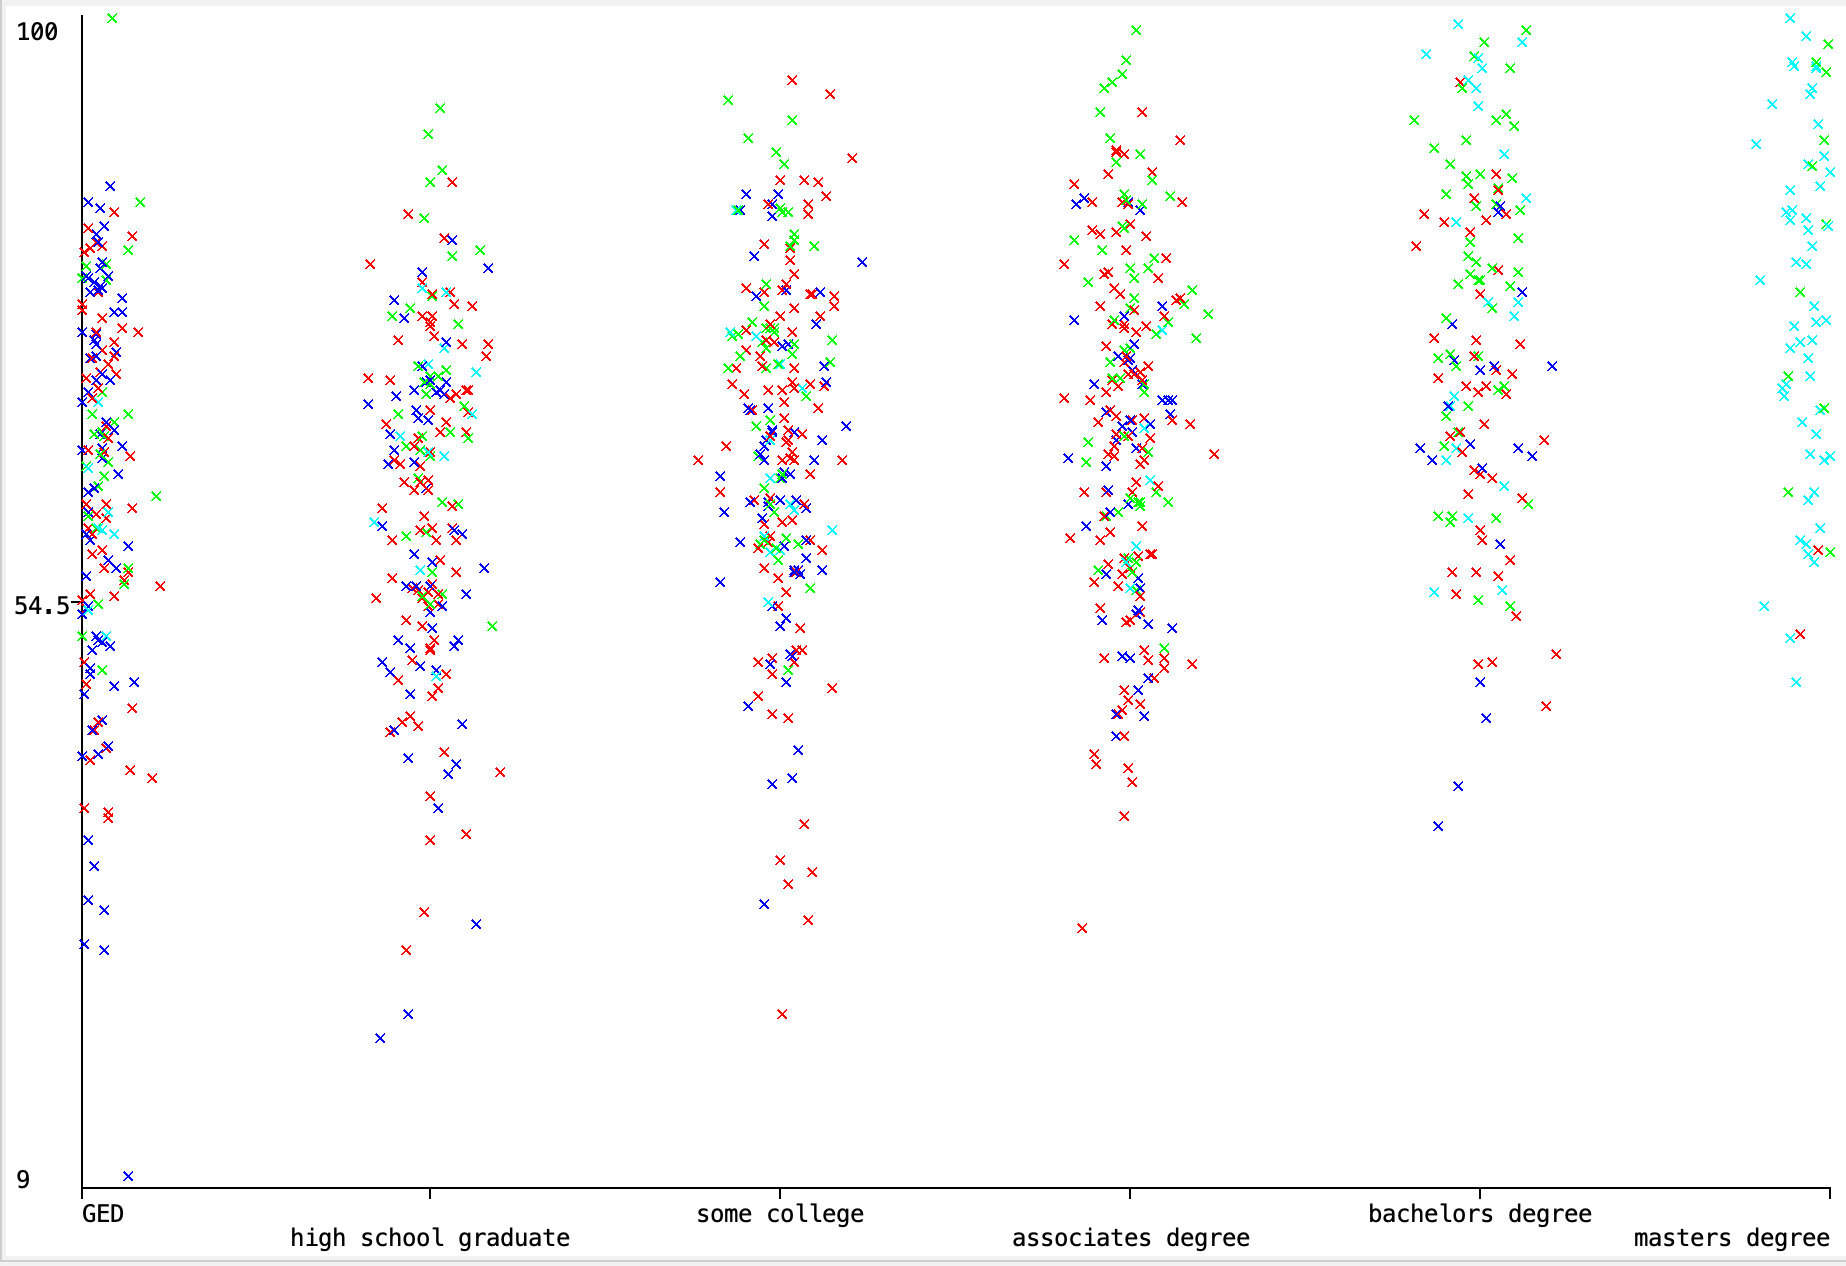 100
54.5
9
GED
some college
bachelors degree
high school graduate
associates degree
masters degree